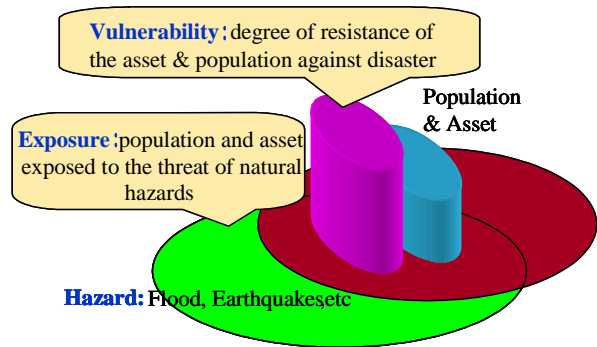 Vulnerability: degree of resistance of
the asset & population against disaster
Population
& Asset
Exposure:population and asset
exposed to the threat of natural
hazards
Hazard: Flood, Earthquakes,etc